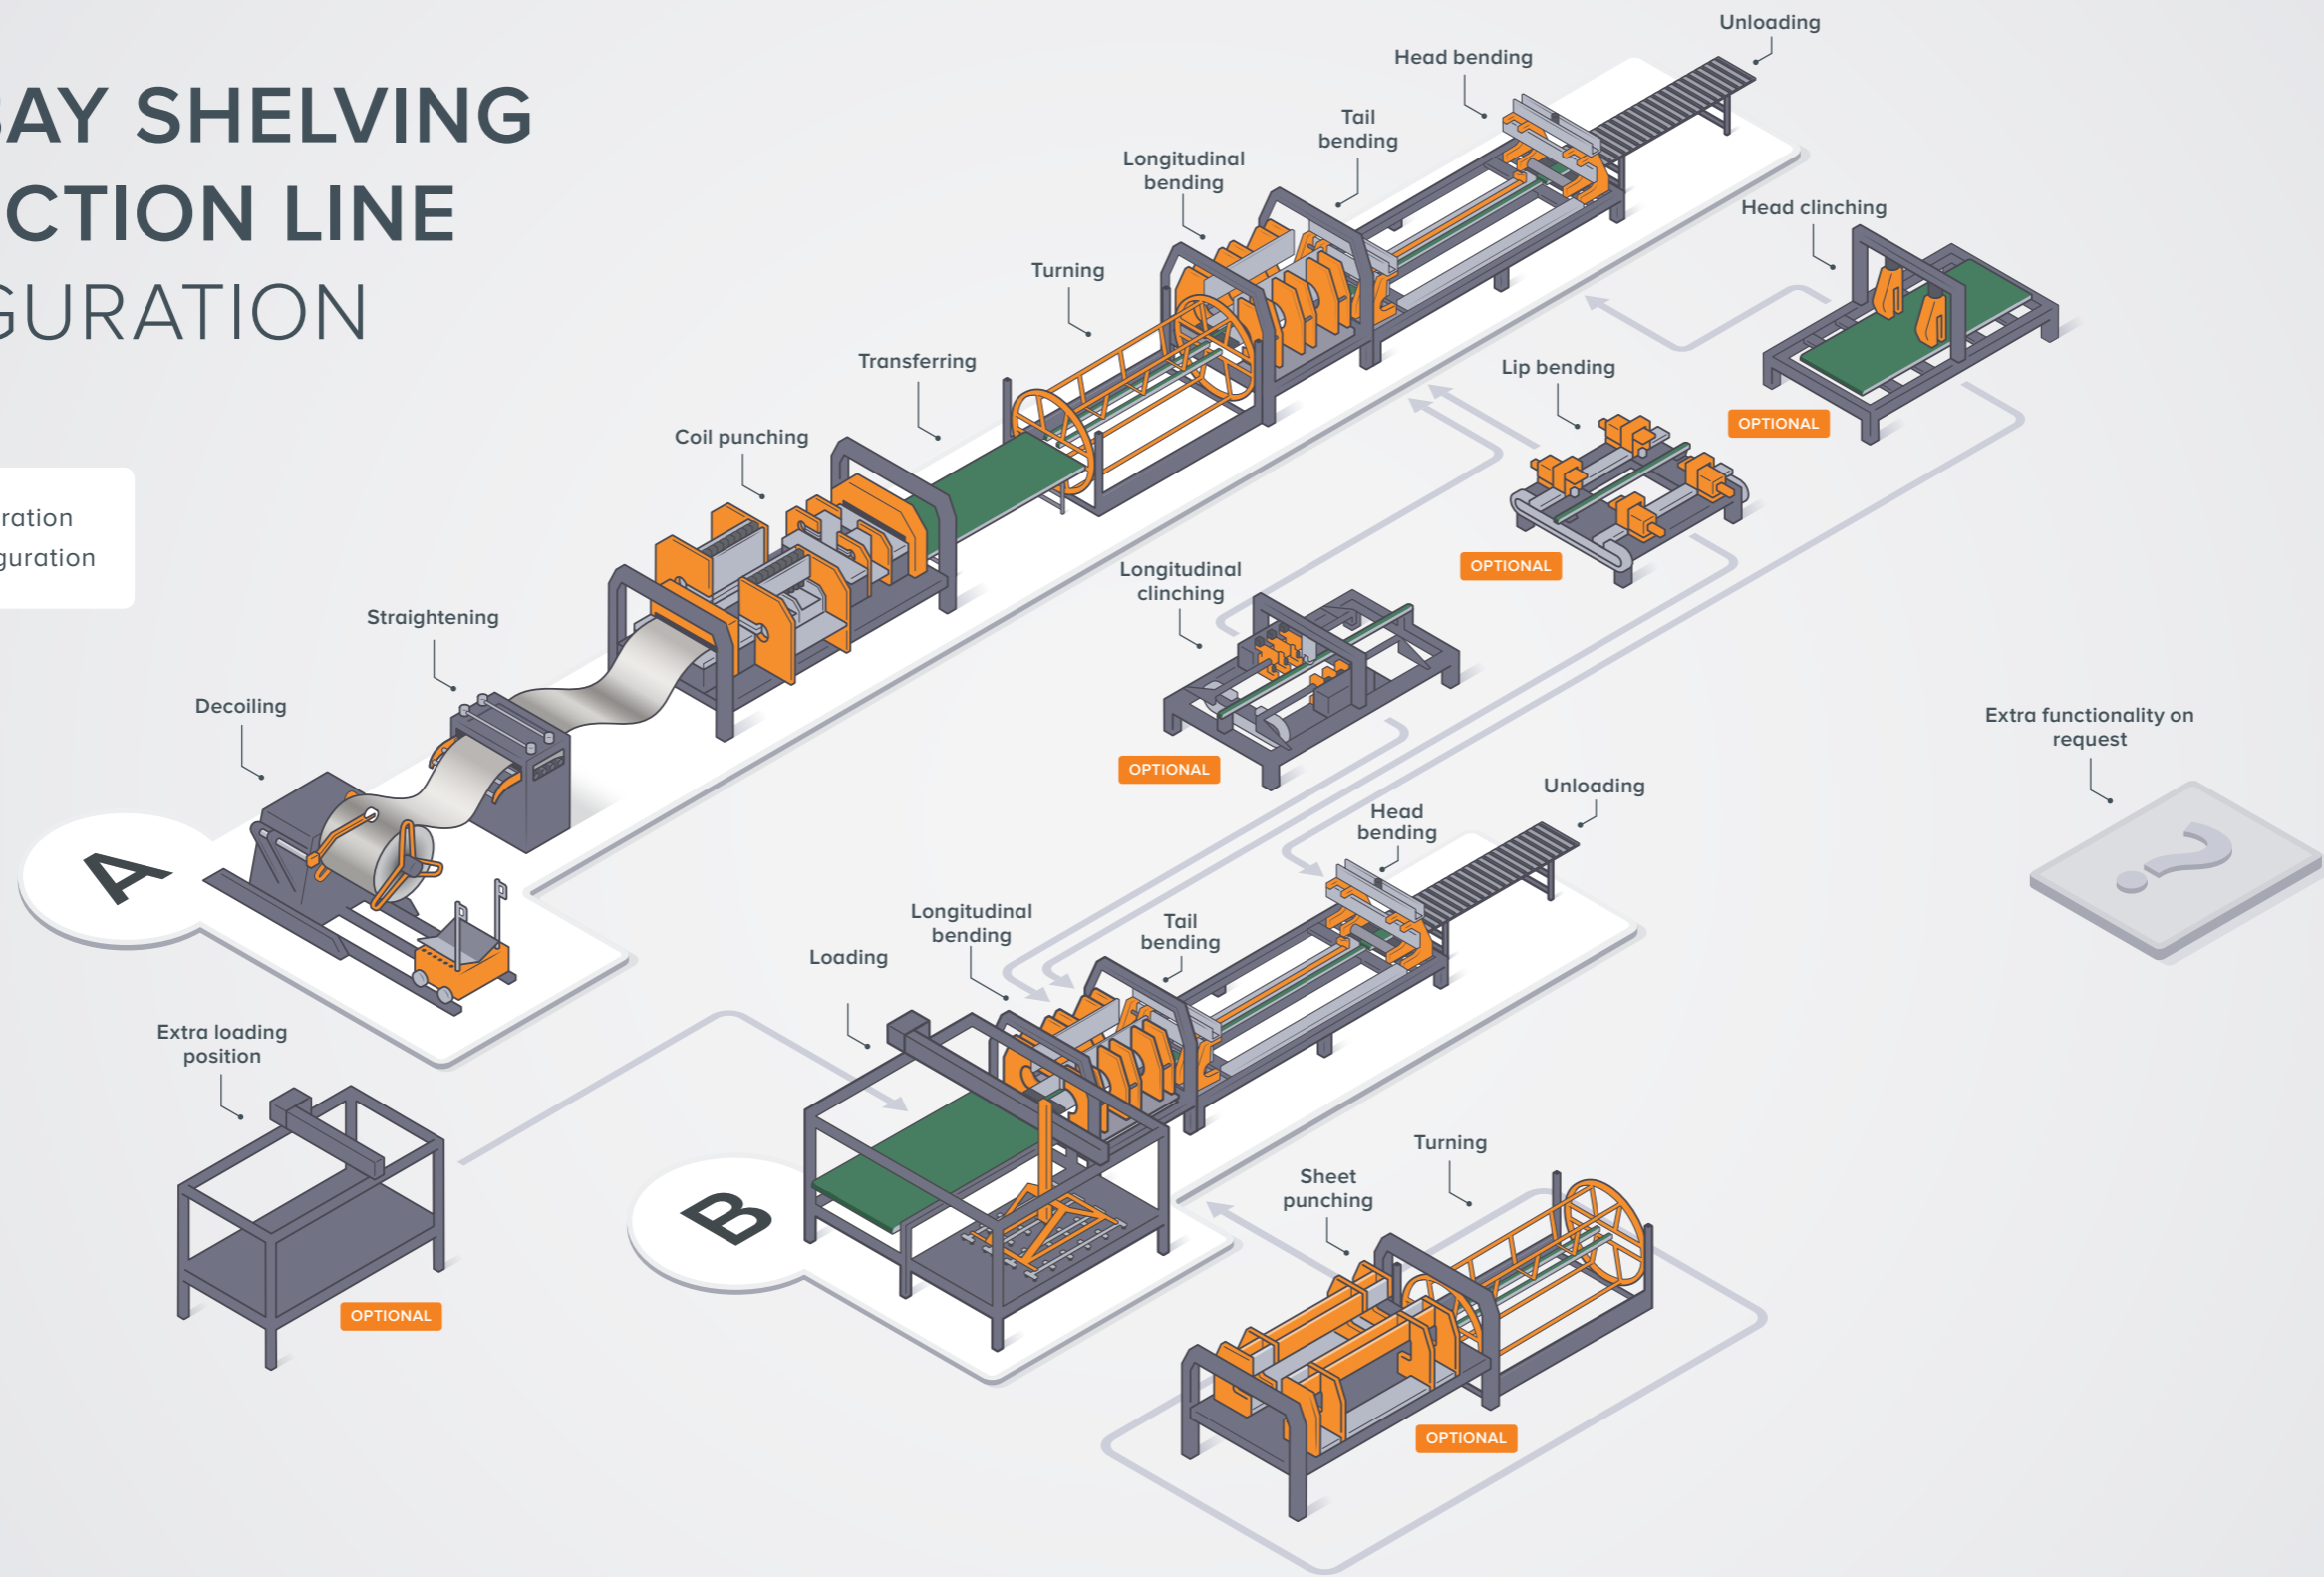 BAY SHELVING
CTION LINE
GURATION
ration
guration
Unloading
Head bending
Tail
bending
Longitudinal
bending
Turning
Transferring
Coil punching
Straightening
Decoiling
A
Head clinching
OPTIONAL
Lip bending
OPTIONAL
Longitudinal
clinching
OPTIONAL
Extra functionality on
request
?
Unloading
Head
bending
Tail
bending
Longitudinal
bending
Loading
B
Extra loading
position
OPTIONAL
Turning
Sheet
punching
OPTIONAL